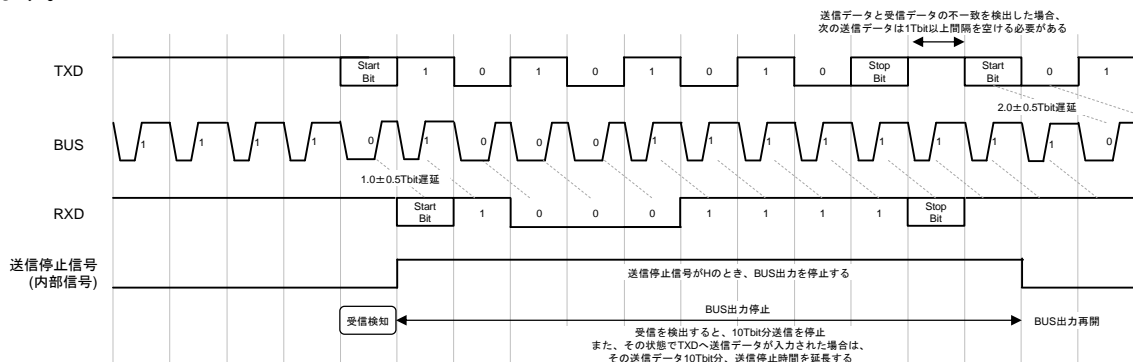 送信データと受信データの不一致を検出した場合、
次の送信データは1Tbit以上間隔を空ける必要がある
TXD
Start Bit 1 0 1 0 1 0 1 0 Stop Bit Start Bit 0 1
2.0±0.5Tbit遅延
BUS
1 1 1 1 0 1 0 0 0 1 1 1 1 1 1 1 0
1.0±0.5Tbit遅延
RXD
Start Bit 1 0 0 0 1 1 1 1 Stop Bit
送信停止信号
(内部信号)
送信停止信号がHのとき、BUS出力を停止する
受信検知
BUS出力停止
BUS出力再開
受信を検出すると、10Tbit分送信を停止
また、その状態でTXDへ送信データが入力された場合は、
その送信データ10Tbit分、送信停止時間を延長する